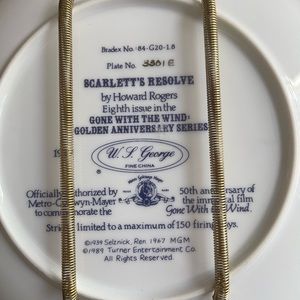 Bradex No. 84-G20-1.8
Plate No. 3801E
SCARLETT'S RESOLVE
by Howard Rogers
Eighth issue in the
GONE WITH THE WIND:
GOLDEN ANNIVERSARY SERIES
19
W.S. George
FINE CHINA
Officially authorized by
Metro-Goldwyn-Mayer
to commemorate the
50th anniversary of
the immortal film
Gone With the Wind.
limited to a maximum of 150 firing days.
©1939 Selznick. Ren. 1967 MGM
©1989 Turner Entertainment Co.
All Rights Reserved.